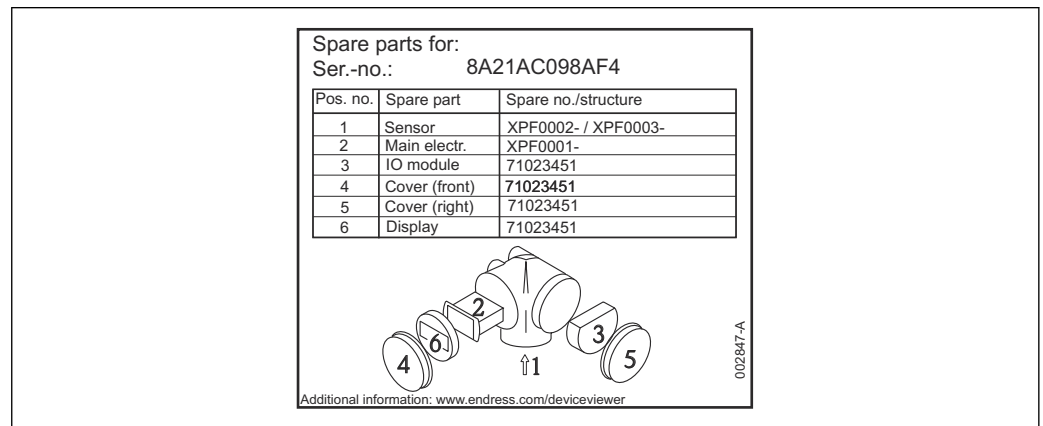 Spare parts for:
Ser.-no.: 8A21AC098AF4
Pos. no. Spare part Spare no./structure
1 Sensor XPF0002- / XPF0003-
2 Main electr. XPF0001-
3 IO module 71023451
4 Cover (front) 71023451
5 Cover (right) 71023451
6 Display 71023451
2
6
4
⇧1
3
5
002847-A
Additional information: www.endress.com/deviceviewer